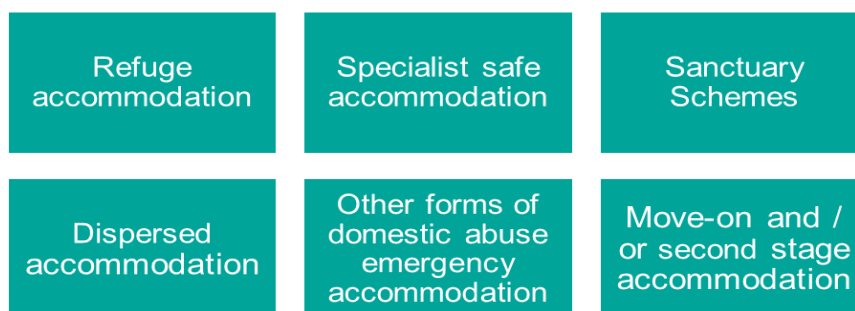 Refuge
accommodation
Specialist safe
accommodation
Sanctuary
Schemes
Dispersed
accommodation
Other forms of
domestic abuse
emergency
accommodation
Move-on and /
or second stage
accommodation